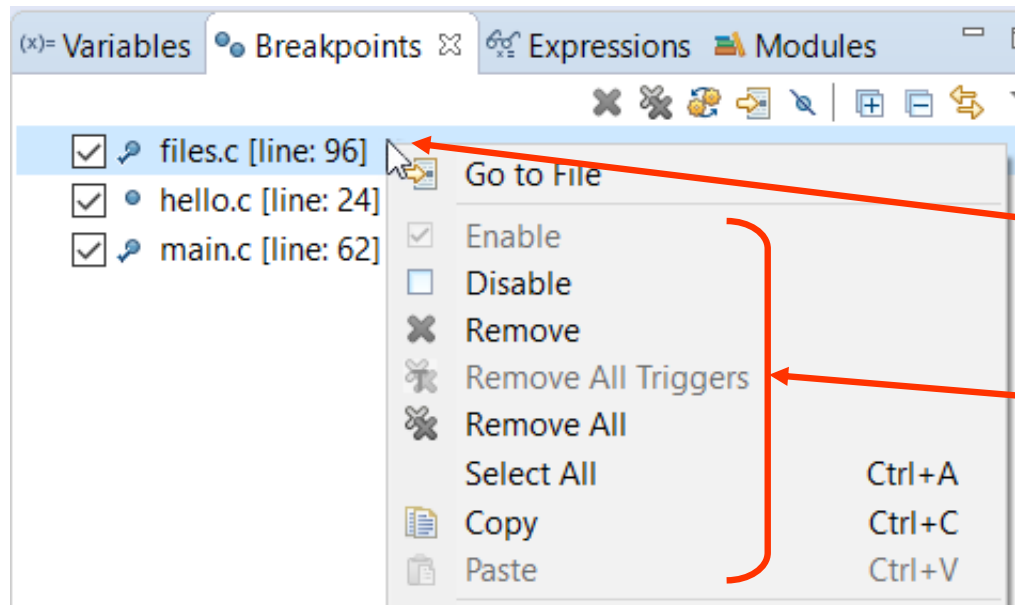 (x)= Variables Breakpoints Expressions Modules
files.c [line: 96]
hello.c [line: 24]
main.c [line: 62]
Go to File
Enable
Disable
Remove
Remove All Triggers
Remove All
Select All Ctrl+A
Copy Ctrl+C
Paste Ctrl+V